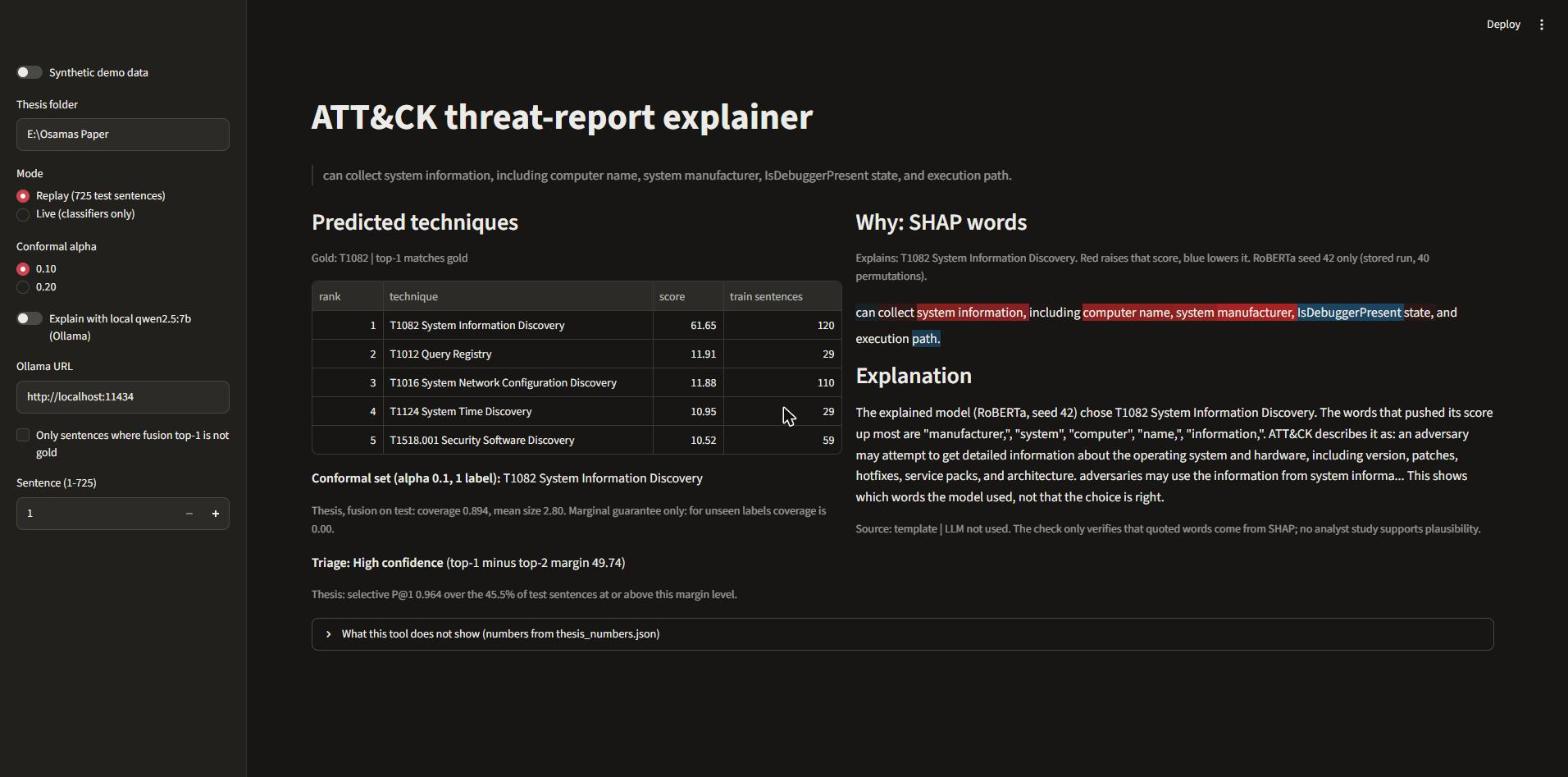 Deploy
Synthetic demo data
Thesis folder
E:\Osamas Paper
Mode
Replay (725 test sentences)
Live (classifiers only)
Conformal alpha
0.10
0.20
Explain with local qwen2.5:7b
(Ollama)
Ollama URL
http://localhost:11434
Only sentences where fusion top-1 is not
gold
Sentence (1-725)
1
ATT&CK threat-report explainer
can collect system information, including computer name, system manufacturer, IsDebuggerPresent state, and execution path.
Predicted techniques
Gold: T1082 | top-1 matches gold
rank technique score train sentences
1 T1082 System Information Discovery 61.65 120
2 T1012 Query Registry 11.91 29
3 T1016 System Network Configuration Discovery 11.88 110
4 T1124 System Time Discovery 10.95 29
5 T1518.001 Security Software Discovery 10.52 59
Conformal set (alpha 0.1, 1 label): T1082 System Information Discovery
Thesis, fusion on test: coverage 0.894, mean size 2.80. Marginal guarantee only: for unseen labels coverage is
0.00.
Triage: High confidence (top-1 minus top-2 margin 49.74)
Thesis: selective P@1 0.964 over the 45.5% of test sentences at or above this margin level.
Why: SHAP words
Explains: T1082 System Information Discovery. Red raises that score, blue lowers it. RoBERTa seed 42 only (stored run, 40
permutations).
can collect system information, including computer name, system manufacturer, IsDebuggerPresent state, and
execution path.
Explanation
The explained model (RoBERTa, seed 42) chose T1082 System Information Discovery. The words that pushed its score
up most are "manufacturer,", "system", "computer", "name,", "information,". ATT&CK describes it as: an adversary
may attempt to get detailed information about the operating system and hardware, including version, patches,
hotfixes, service packs, and architecture. adversaries may use the information from system informa... This shows
which words the model used, not that the choice is right.
Source: template | LLM not used. The check only verifies that quoted words come from SHAP; no analyst study supports plausibility.
What this tool does not show (numbers from thesis_numbers.json)